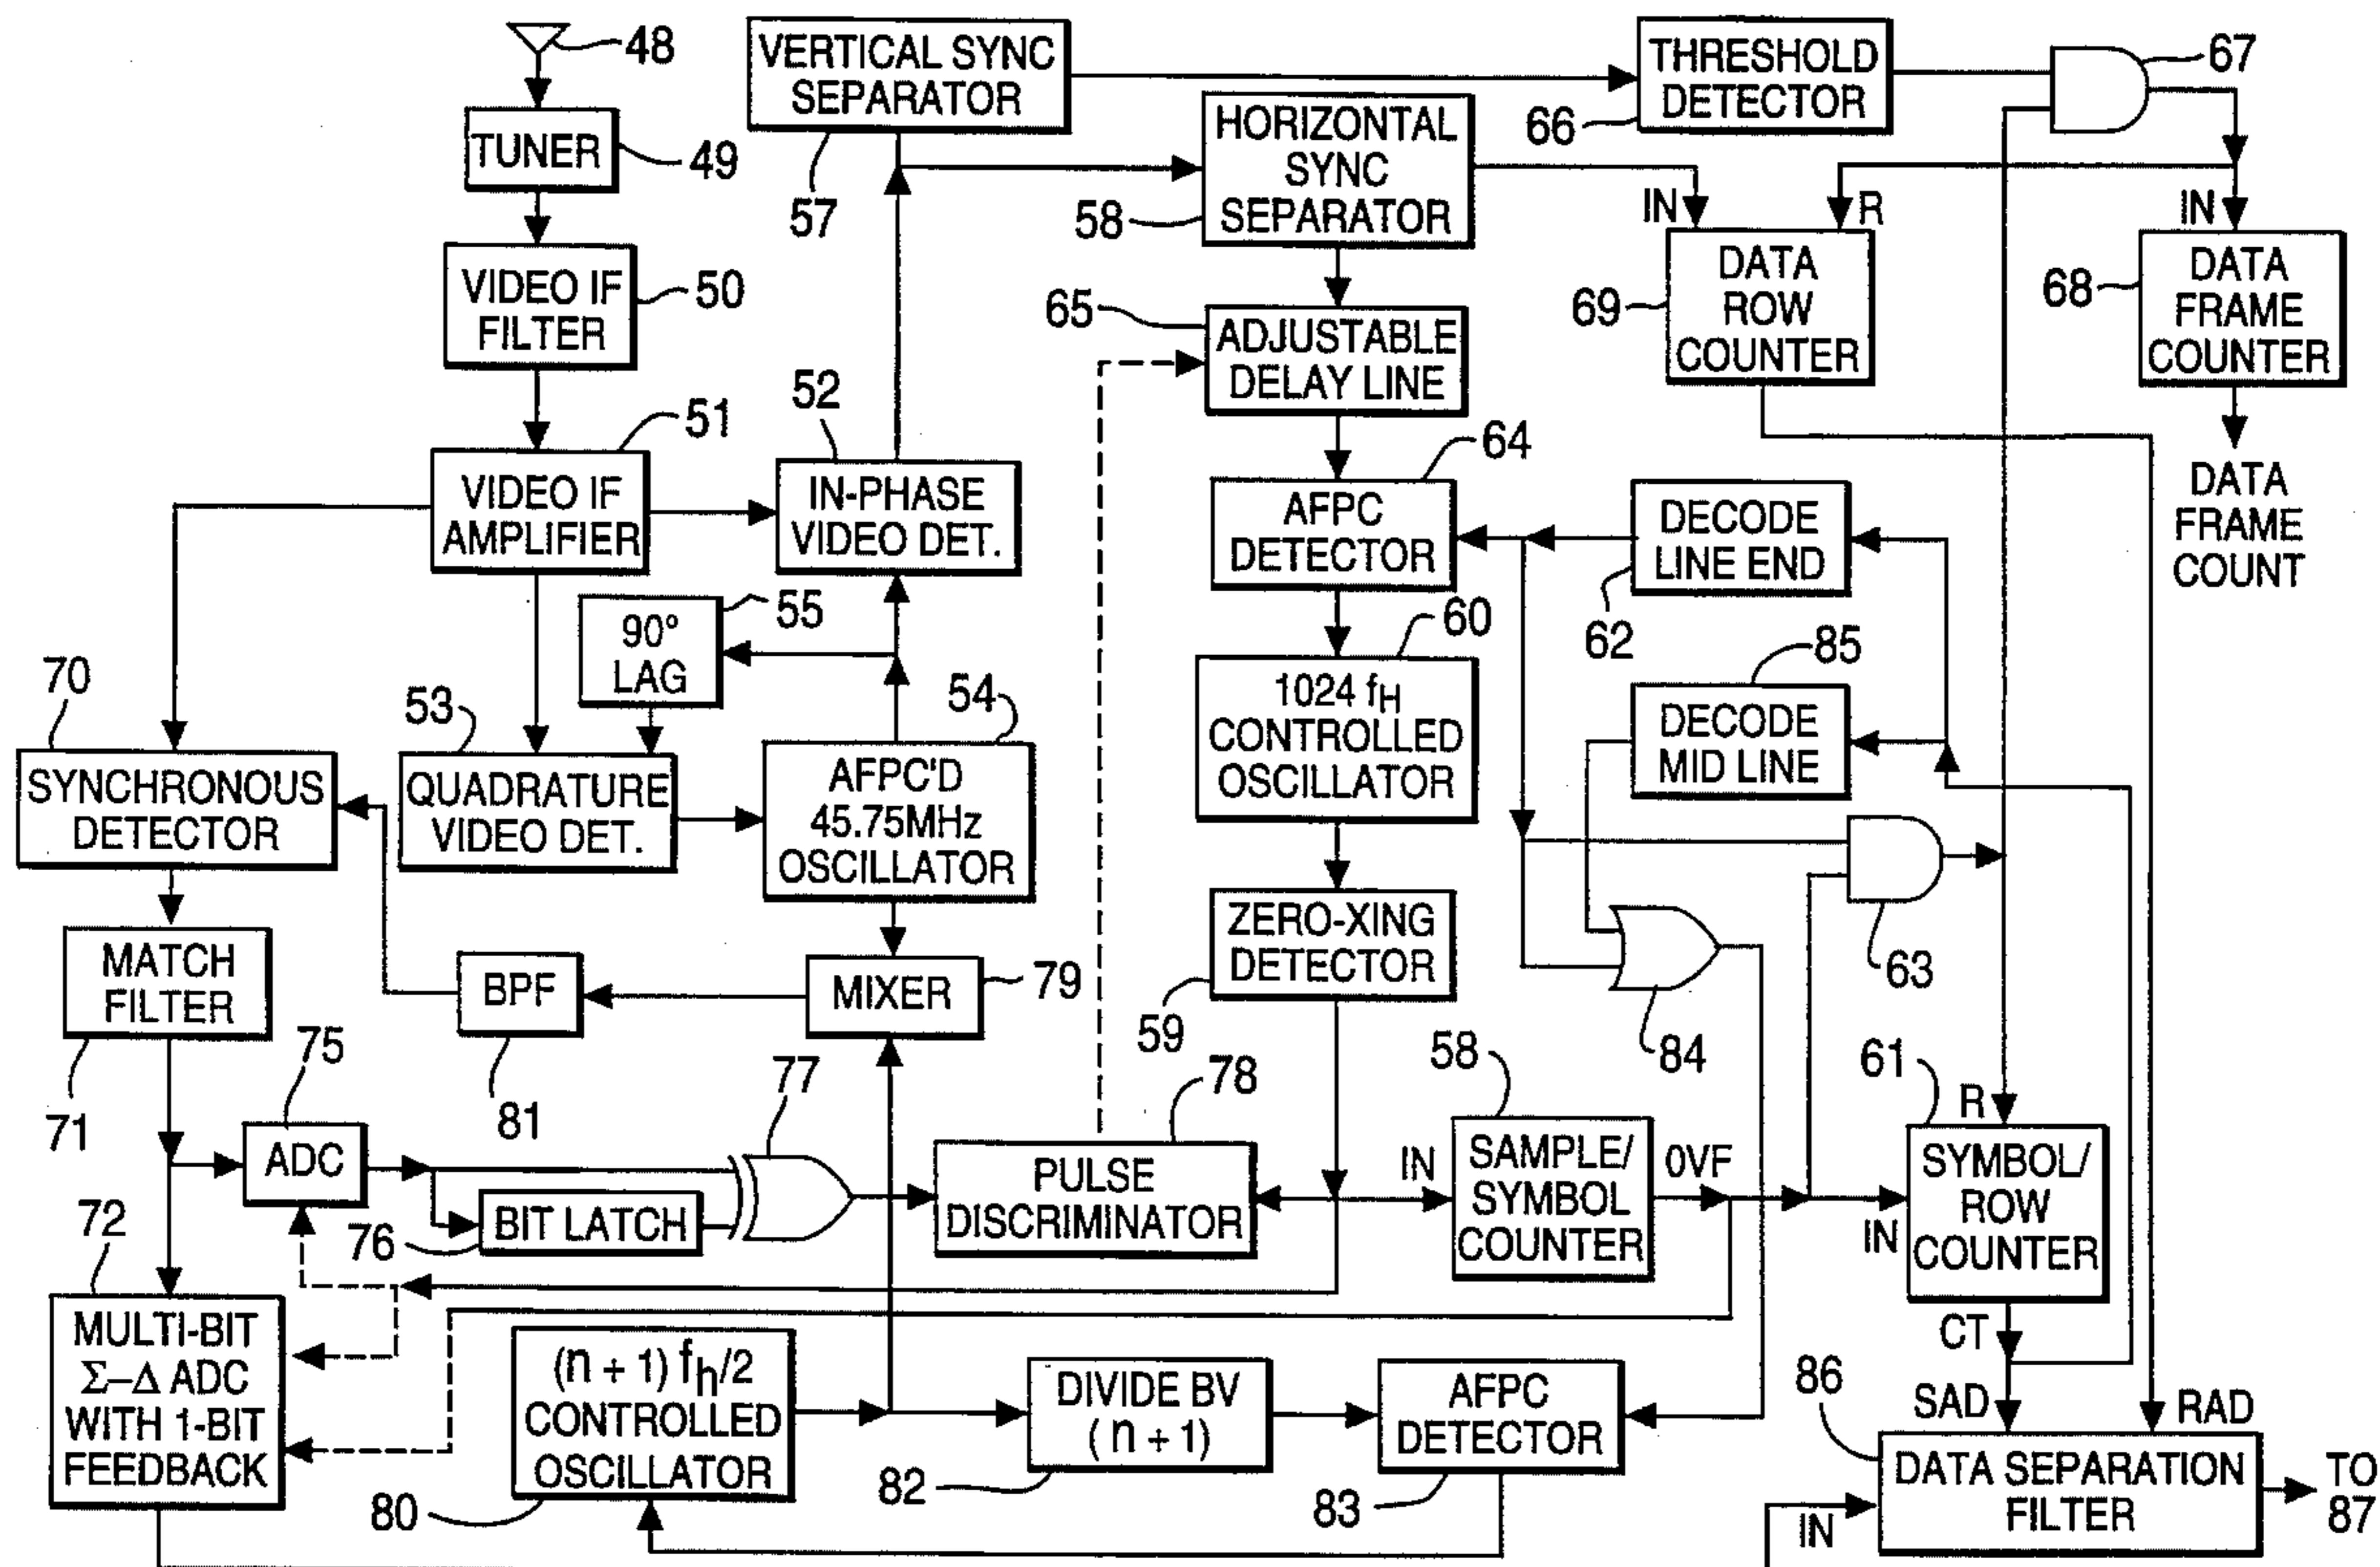 48
VERTICAL SYNC
SEPARATOR
57
THRESHOLD
DETECTOR
66
67
TUNER
49
HORIZONTAL
SYNC
SEPARATOR
58
IN
R
IN
VIDEO IF
FILTER
50
65
ADJUSTABLE
DELAY LINE
69
DATA
ROW
COUNTER
68
DATA
FRAME
COUNTER
DATA
FRAME
COUNT
51
VIDEO IF
AMPLIFIER
52
IN-PHASE
VIDEO DET.
64
AFPC
DETECTOR
DECODE
LINE END
62
55
90°
LAG
60
1024 fH
CONTROLLED
OSCILLATOR
85
DECODE
MID LINE
70
SYNCHRONOUS
DETECTOR
53
QUADRATURE
VIDEO DET.
54
AFPC'D
45.75MHz
OSCILLATOR
63
MATCH
FILTER
71
BPF
81
MIXER
79
ZERO-XING
DETECTOR
59
84
75
ADC
76
BIT LATCH
77
78
PULSE
DISCRIMINATOR
IN
58
SAMPLE/
SYMBOL
COUNTER
0VF
61
R
IN
SYMBOL/
ROW
COUNTER
CT
72
MULTI-BIT
Σ–Δ ADC
WITH 1-BIT
FEEDBACK
(n + 1) fh/2
CONTROLLED
OSCILLATOR
80
DIVIDE BV
( n + 1)
82
AFPC
DETECTOR
83
SAD
RAD
86
DATA SEPARATION
FILTER
IN
TO
87